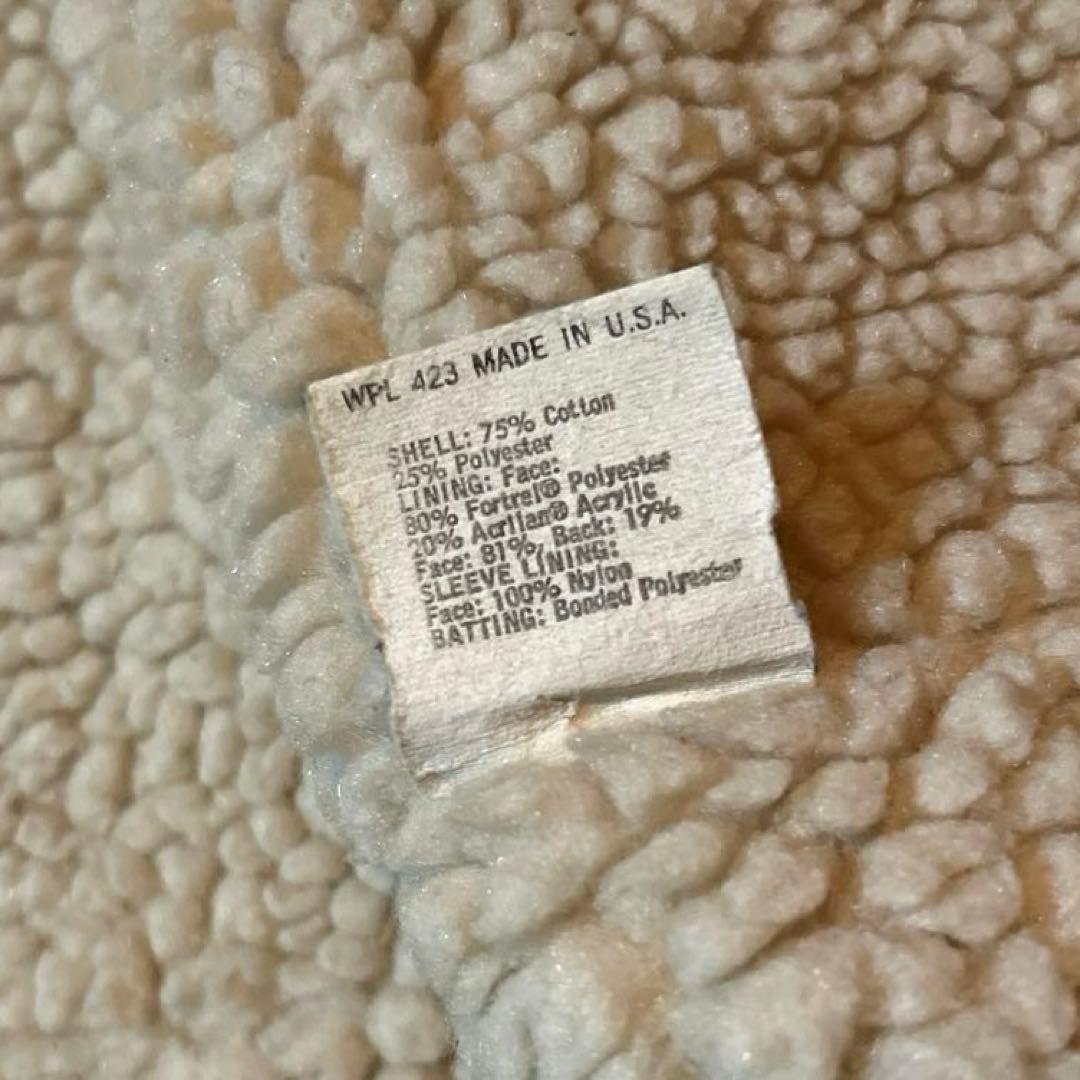 WPL 423 MADE IN U.S.A.
SHELL: 75% Cotton
25% Polyester
LINING: Face:
80% Fortrel® Polyester
20% Acrilan® Acrylic
Face: 81%, Back: 19%
SLEEVE LINING:
Face: 100% Nylon
BATTING: Bonded Polyester